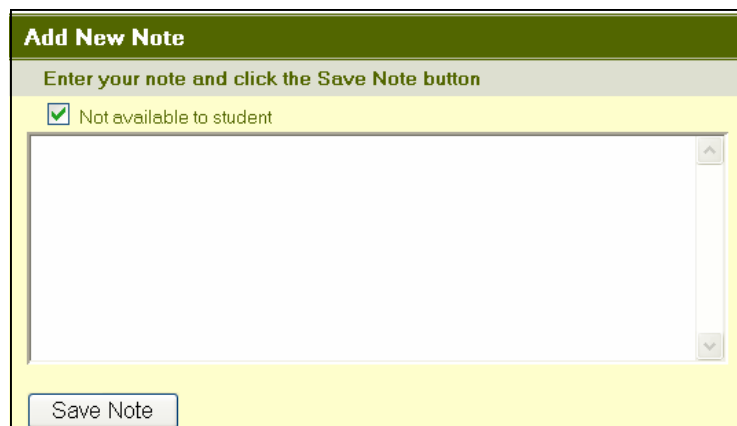 Add New Note
Enter your note and click the Save Note button
Not available to student
Save Note